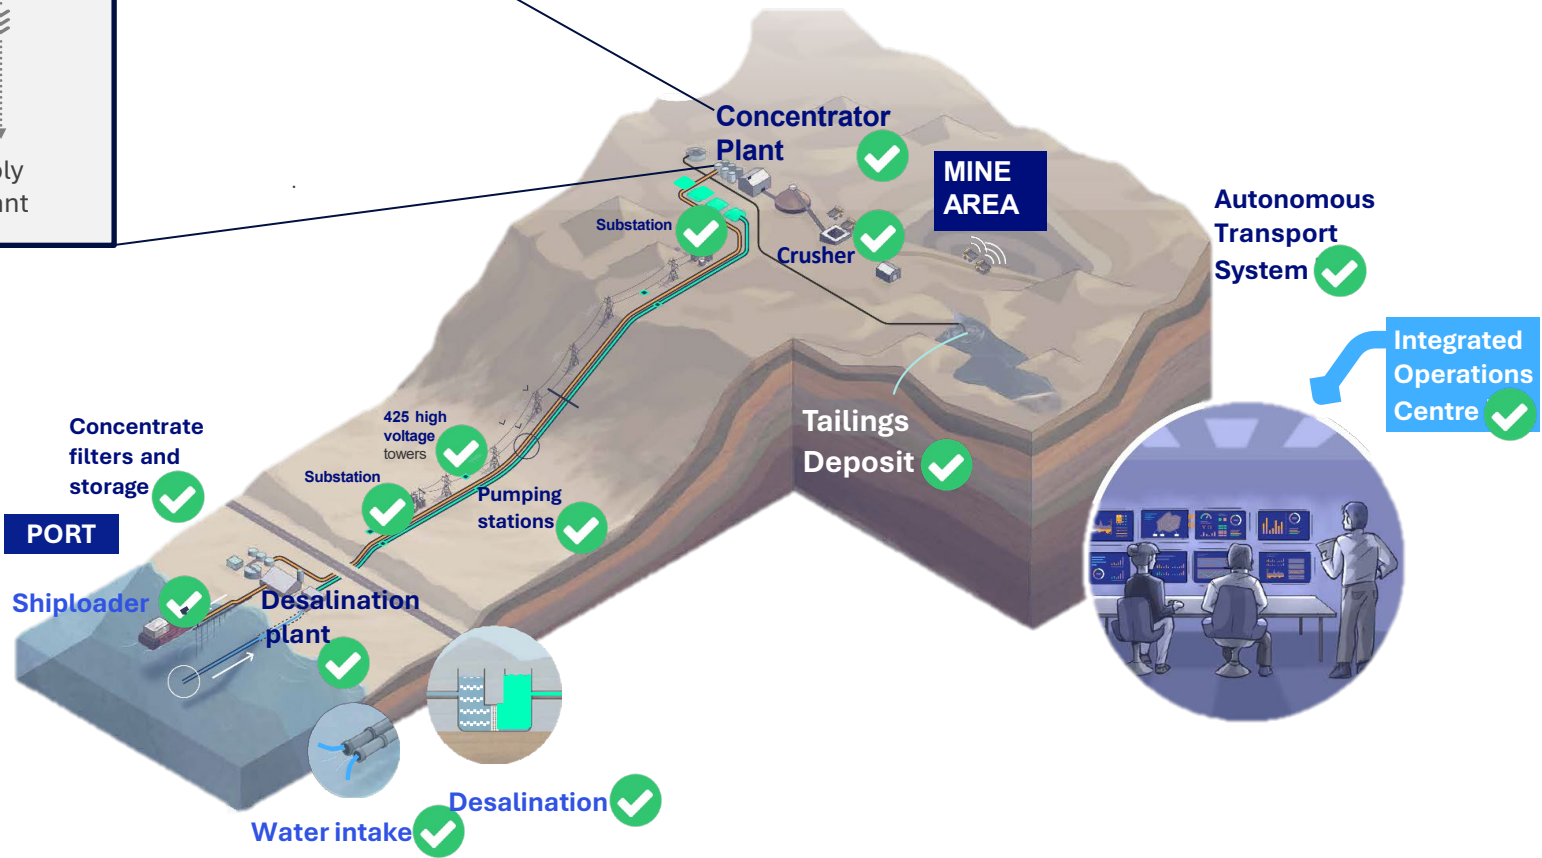 Concentrator
Plant
MINE
AREA
Substation
Crusher
Autonomous
Transport
System
Integrated
Operations
Centre
Tailings
Deposit
425 high
voltage
towers
Concentrate
filters and
storage
Substation
Pumping
stations
PORT
Shiploader
Desalination
plant
Desalination
Water intake